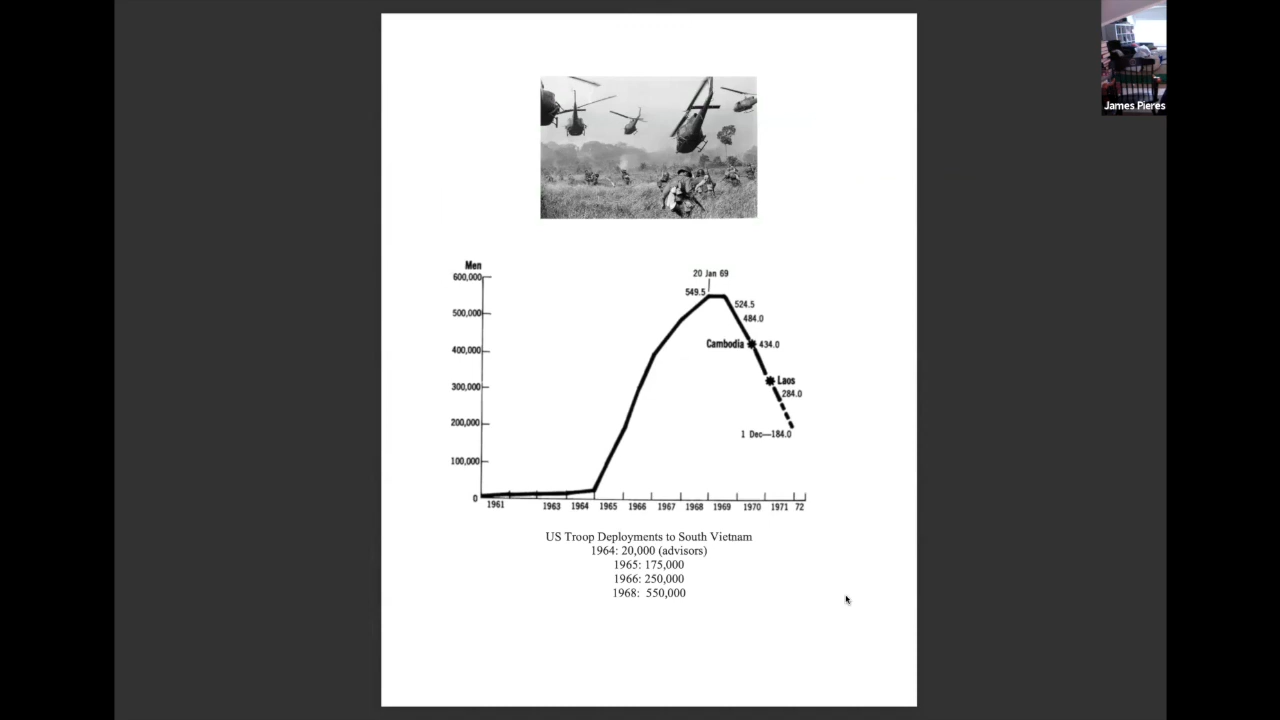 James Pieres
Men
600,000
500,000
400,000
300,000
200,000
100,000
0
20 Jan 69
549.5
524.5
484.0
Cambodia 434.0
Laos
284.0
1 Dec—184.0
1961 1963 1964 1965 1966 1967 1968 1969 1970 1971 72
US Troop Deployments to South Vietnam
1964: 20,000 (advisors)
1965: 175,000
1966: 250,000
1968: 550,000